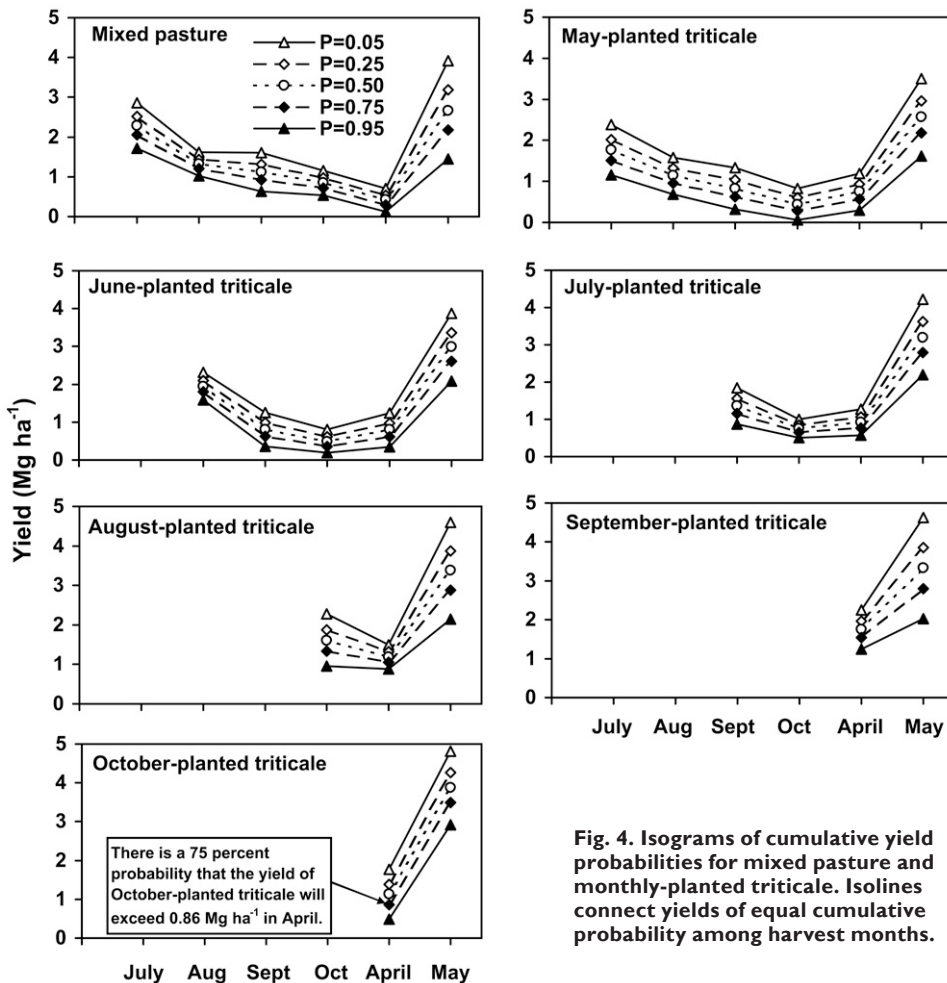 Mixed pasture
P=0.05
P=0.25
P=0.50
P=0.75
P=0.95
5
4
3
2
1
0
May-planted triticale
5
4
3
2
1
0
June-planted triticale
5
4
3
2
1
0
July-planted triticale
5
4
3
2
1
0
Yield (Mg ha⁻¹)
August-planted triticale
5
4
3
2
1
0
September-planted triticale
5
4
3
2
1
0
July Aug Sept Oct April May
October-planted triticale
5
4
3
2
1
0
There is a 75 percent
probability that the yield of
October-planted triticale will
exceed 0.86 Mg ha⁻¹ in April.
July Aug Sept Oct April May
Fig. 4. Isograms of cumulative yield
probabilities for mixed pasture and
monthly-planted triticale. Isolines
connect yields of equal cumulative
probability among harvest months.